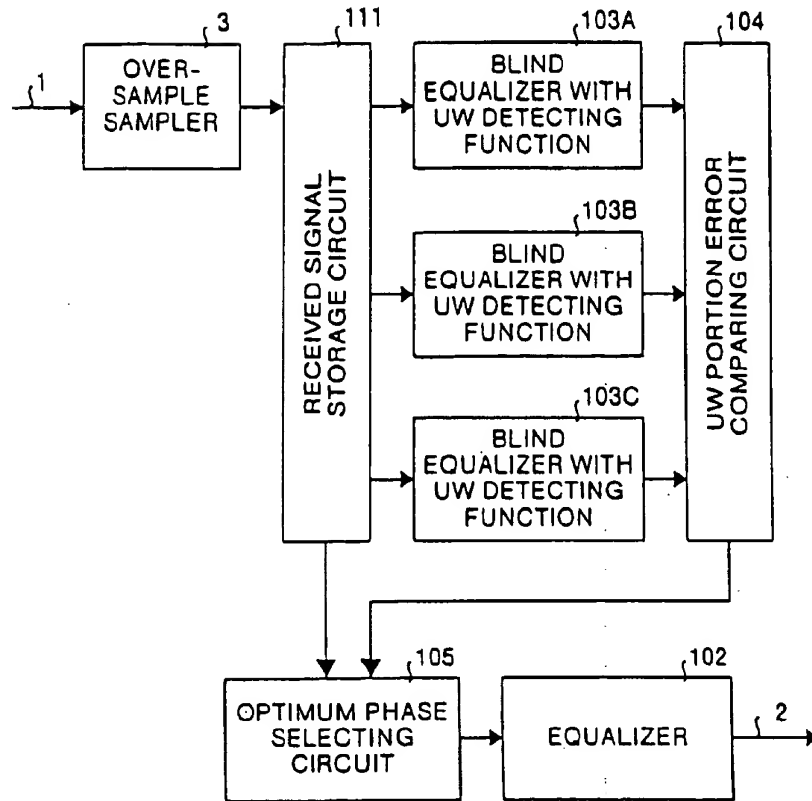 3
111
103A
104
1
OVER-
SAMPLE
SAMPLER
RECEIVED SIGNAL
STORAGE CIRCUIT
BLIND
EQUALIZER WITH
UW DETECTING
FUNCTION
UW PORTION ERROR
COMPARING CIRCUIT
103B
BLIND
EQUALIZER WITH
UW DETECTING
FUNCTION
103C
BLIND
EQUALIZER WITH
UW DETECTING
FUNCTION
105
102
OPTIMUM PHASE
SELECTING
CIRCUIT
EQUALIZER
2